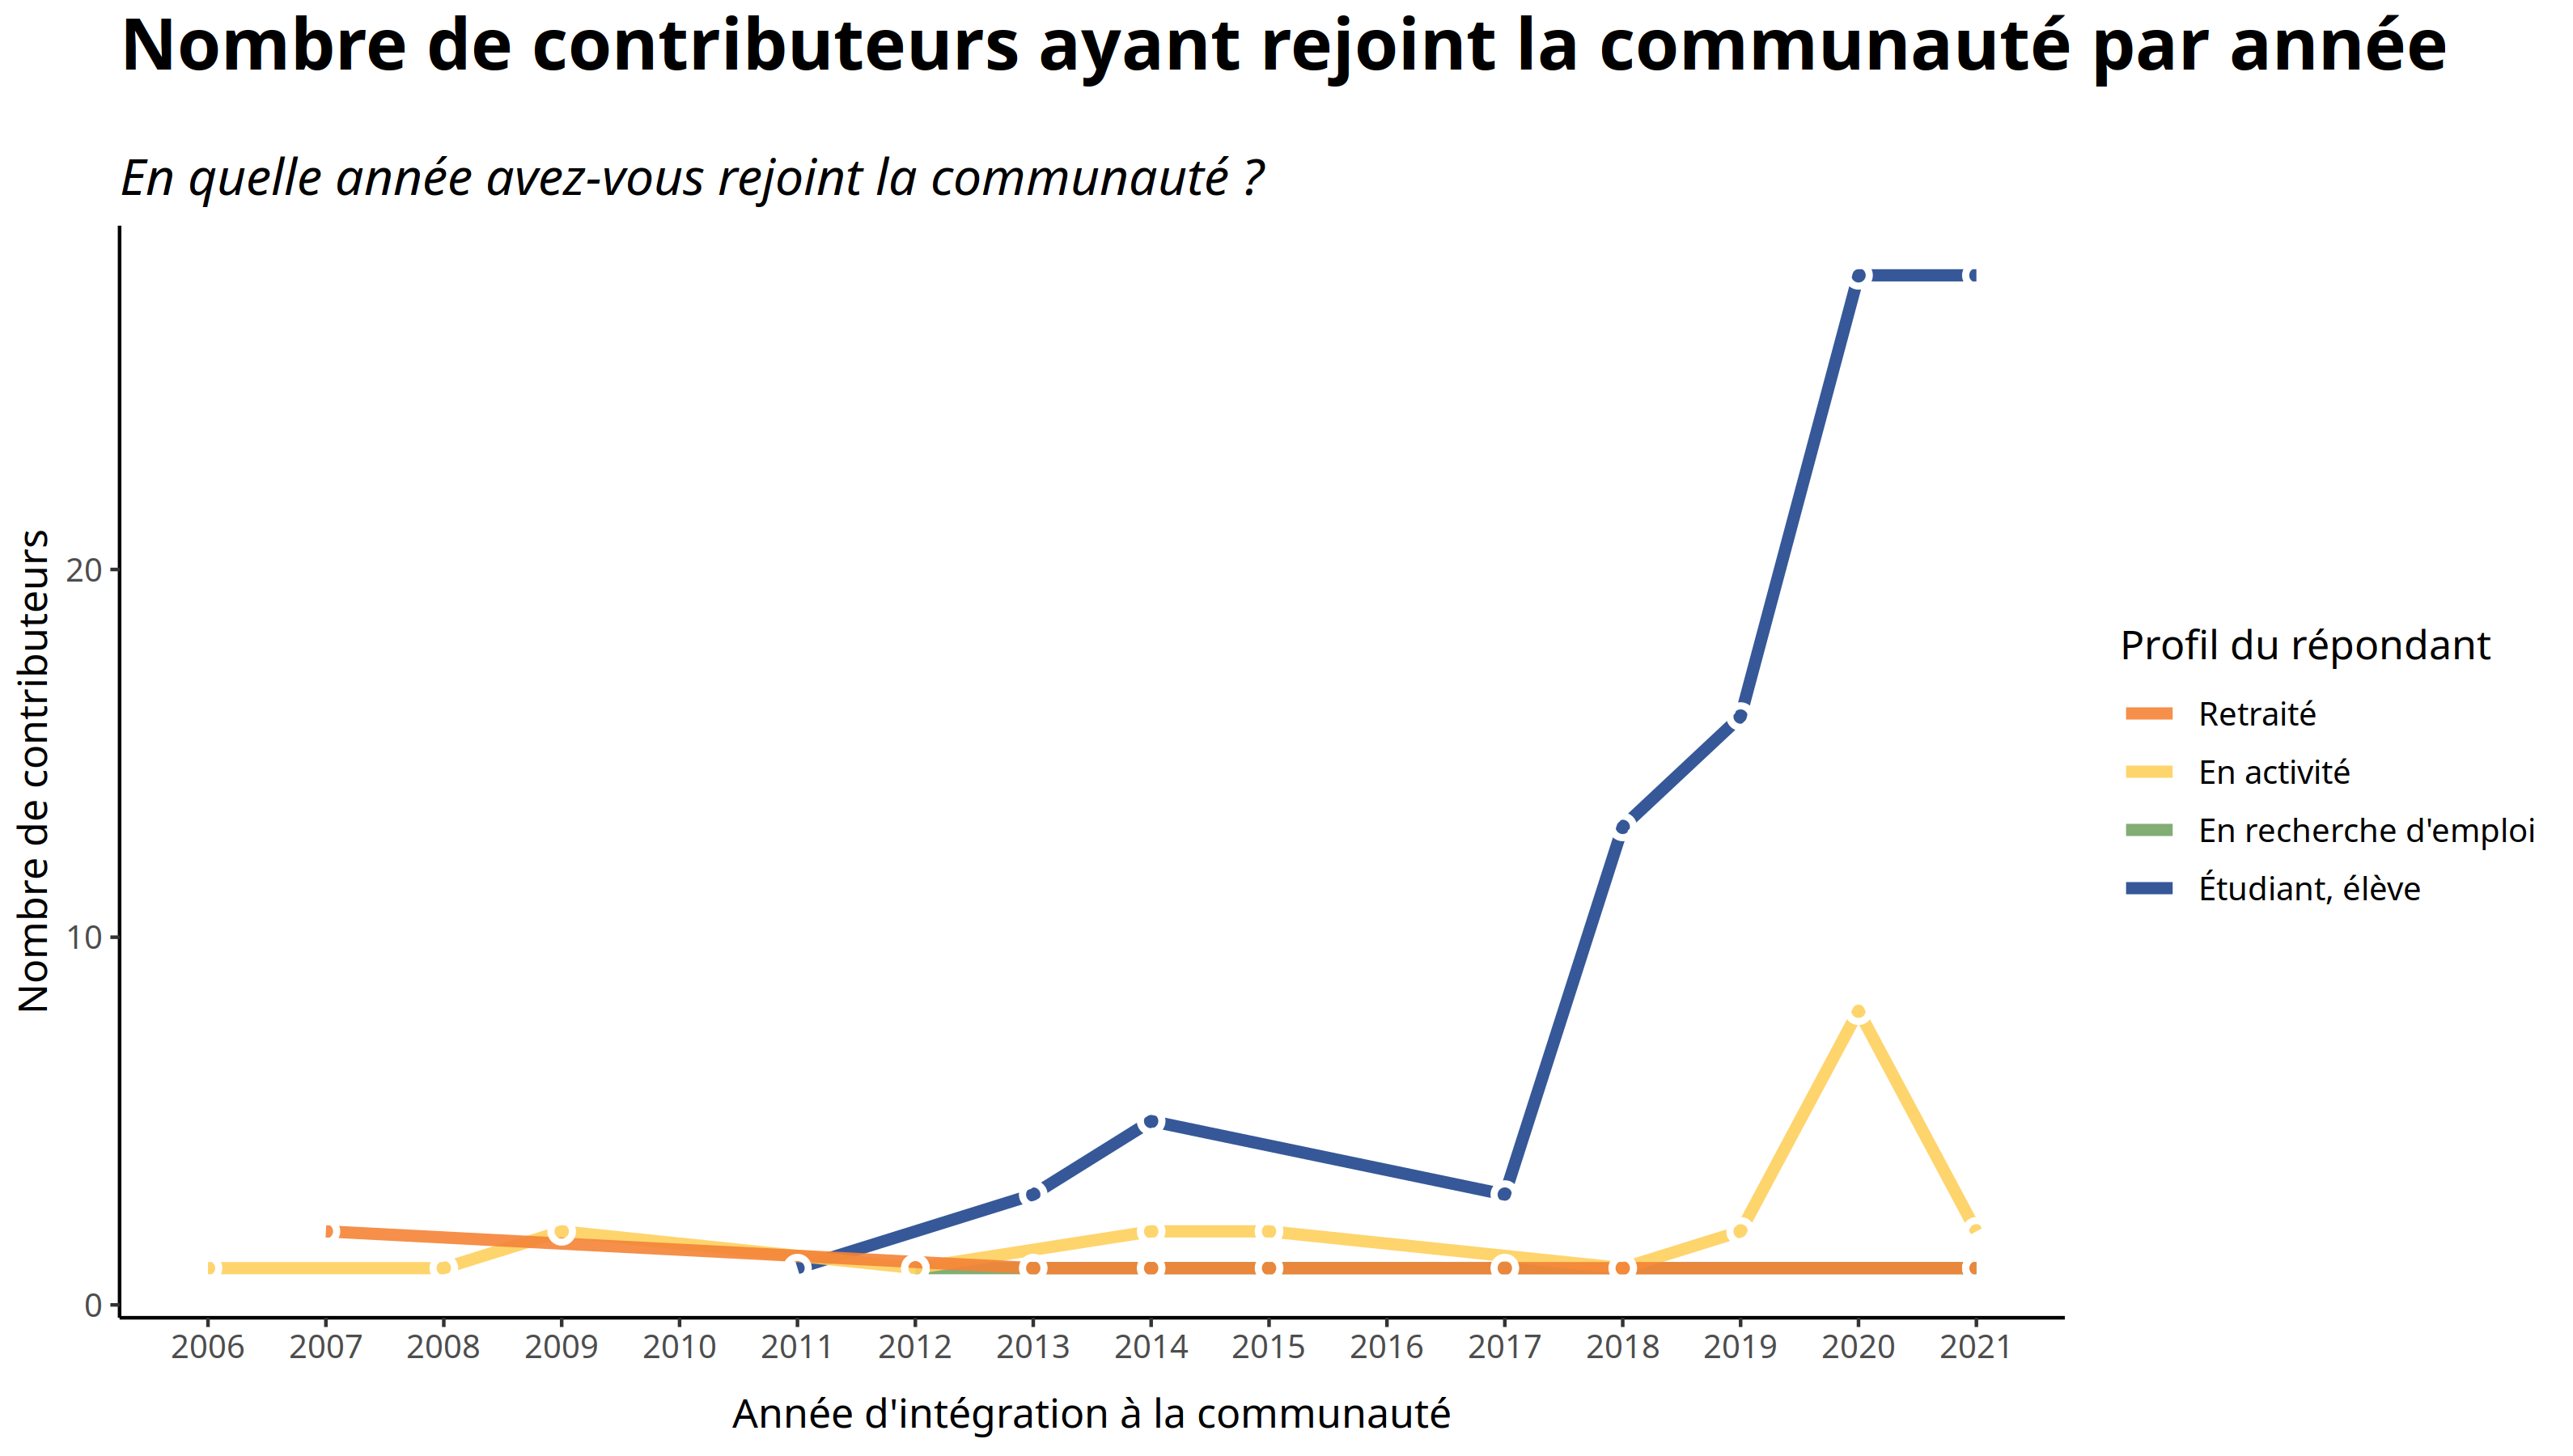 Nombre de contributeurs ayant rejoint la communauté par année
En quelle année avez-vous rejoint la communauté ?
Nombre de contributeurs
20
10
0
2006 2007 2008 2009 2010 2011 2012 2013 2014 2015 2016 2017 2018 2019 2020 2021
Année d'intégration à la communauté
Profil du répondant
Retraité
En activité
En recherche d'emploi
Étudiant, élève